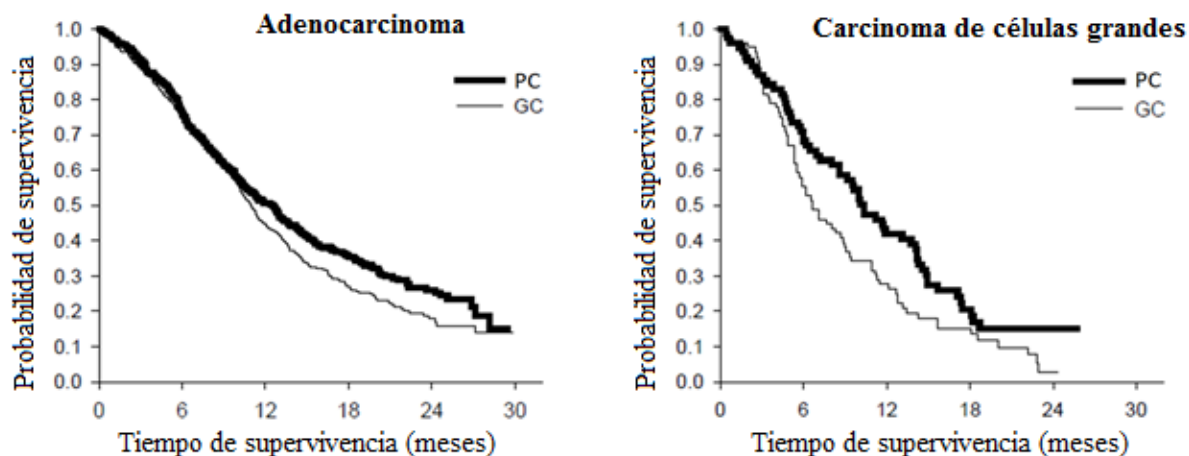 Adenocarcinoma
Probabilidad de supervivencia
1.0
0.9
0.8
0.7
0.6
0.5
0.4
0.3
0.2
0.1
0.0
PC
GC
0 6 12 18 24 30
Tiempo de supervivencia (meses)
Carcinoma de células grandes
Probabilidad de supervivencia
1.0
0.9
0.8
0.7
0.6
0.5
0.4
0.3
0.2
0.1
0.0
PC
GC
0 6 12 18 24 30
Tiempo de supervivencia (meses)